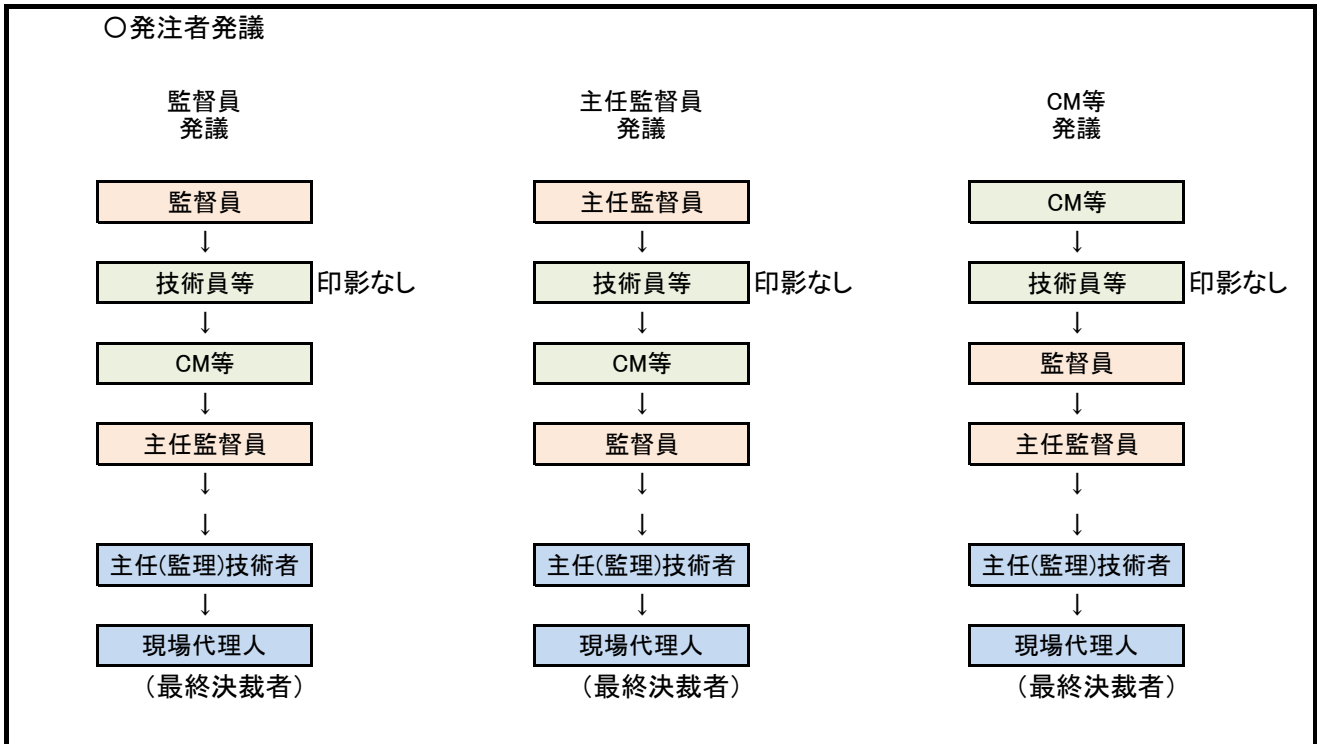 〇発注者発議
監督員
発議
監督員
↓
技術員等 印影なし
↓
CM等
↓
主任監督員
↓
↓
主任(監理)技術者
↓
現場代理人
（最終決裁者）
主任監督員
発議
主任監督員
↓
技術員等 印影なし
↓
CM等
↓
監督員
↓
↓
主任(監理)技術者
↓
現場代理人
（最終決裁者）
CM等
発議
CM等
↓
技術員等 印影なし
↓
監督員
↓
主任監督員
↓
↓
主任(監理)技術者
↓
現場代理人
（最終決裁者）